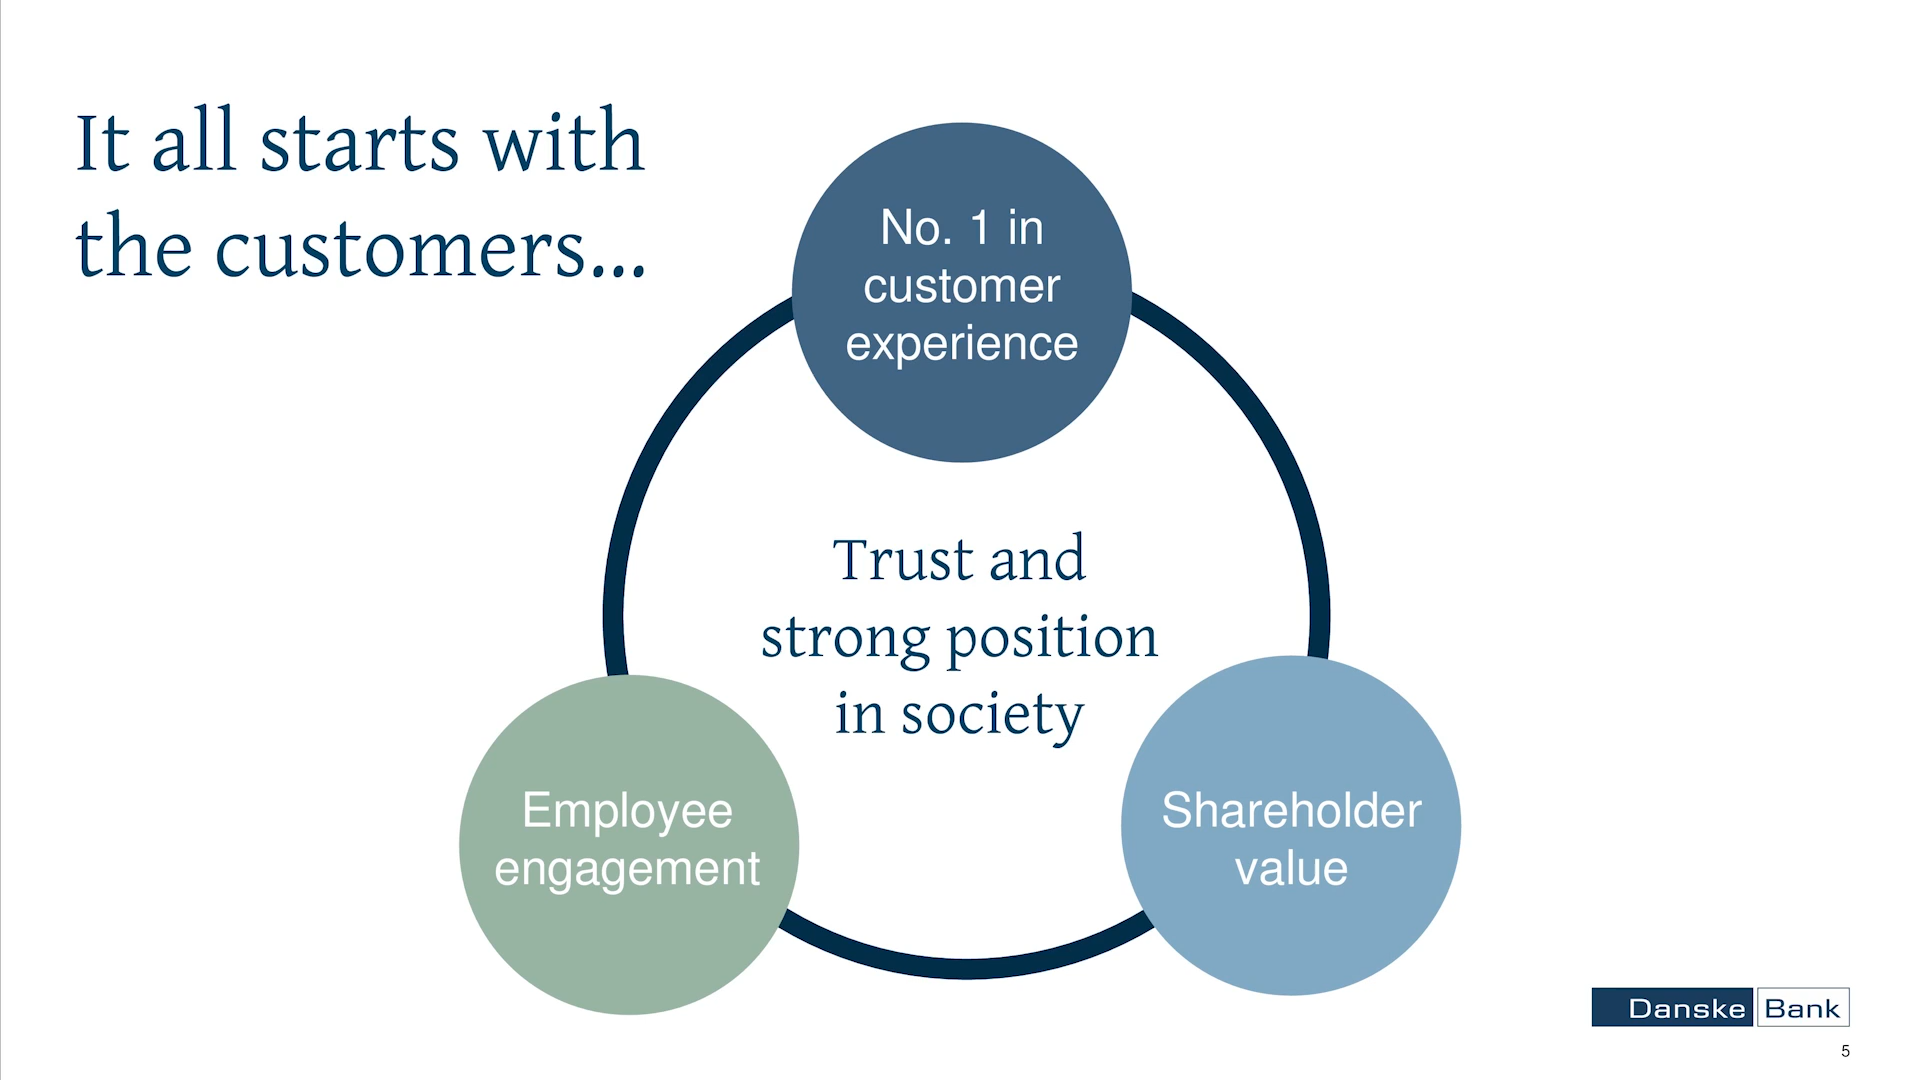 It all starts with
the customers...
No. 1 in
customer
experience
Trust and
strong position
in society
Employee
engagement
Shareholder
value
Danske Bank
5